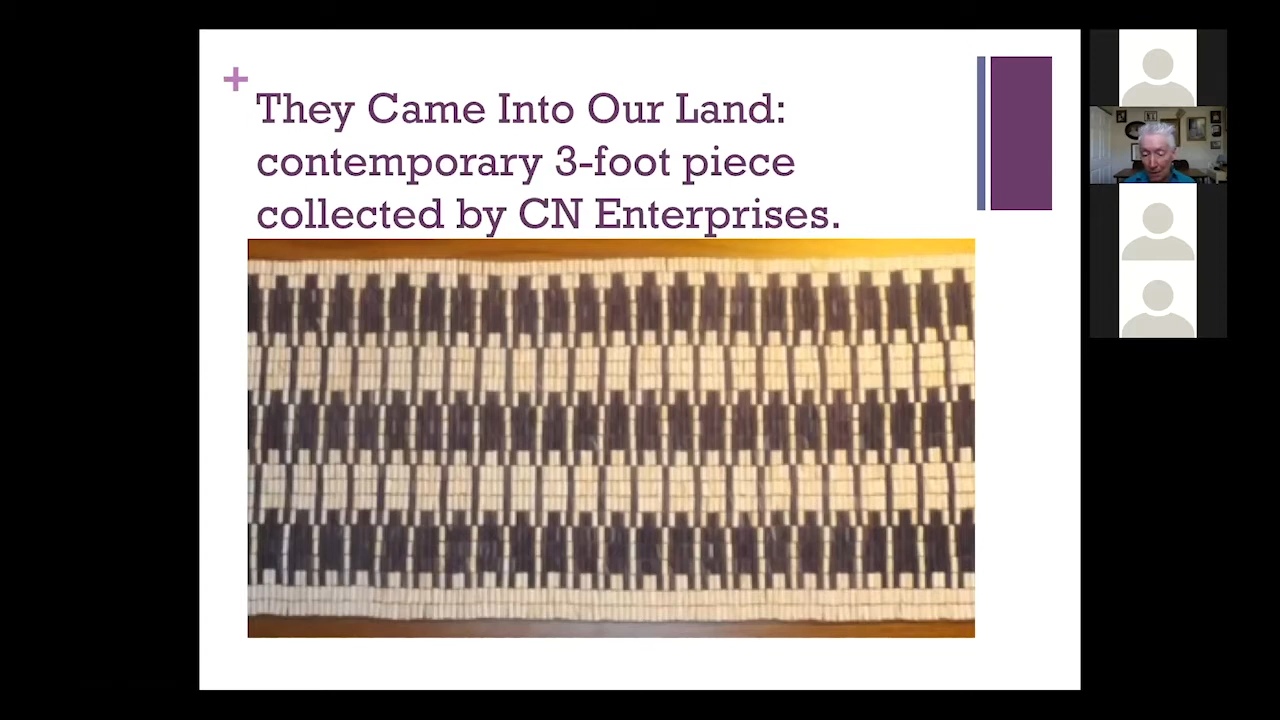 They Came Into Our Land:
contemporary 3-foot piece
collected by CN Enterprises.